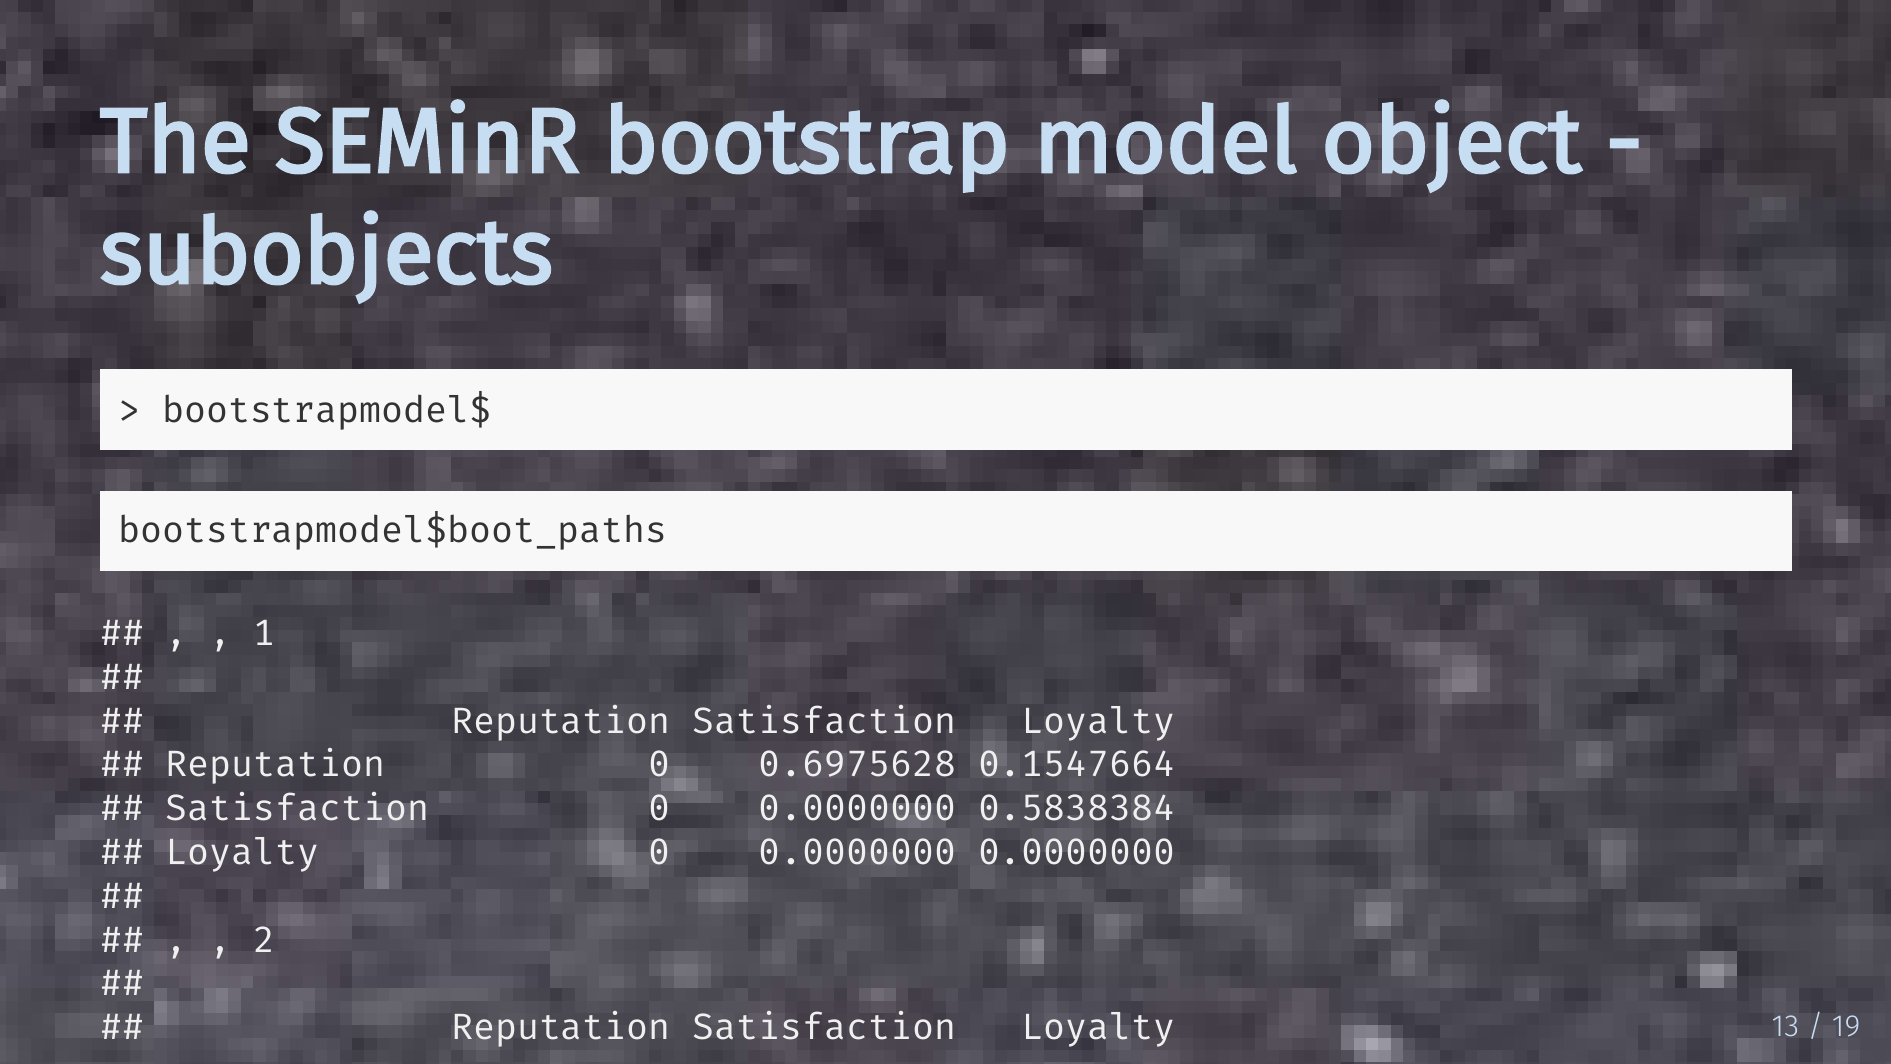 The SEMinR bootstrap model object -
subobjects
> bootstrapmodel$
bootstrapmodel$boot_paths
## , , 1
##
##              Reputation Satisfaction   Loyalty
## Reputation            0    0.6975628 0.1547664
## Satisfaction          0    0.0000000 0.5838384
## Loyalty               0    0.0000000 0.0000000
##
## , , 2
##
##              Reputation Satisfaction   Loyalty
13 / 19